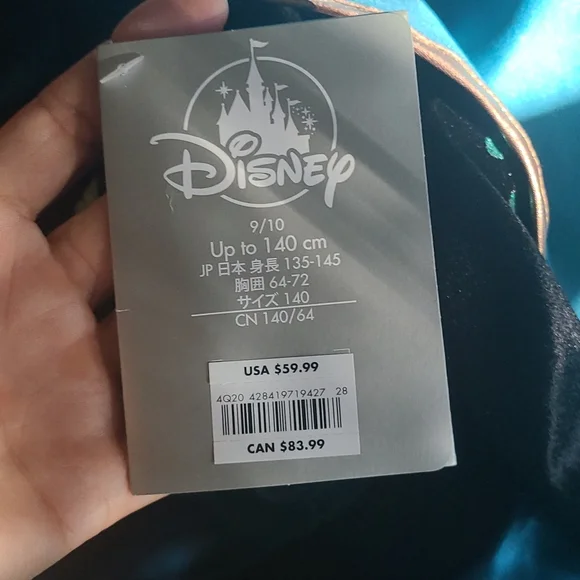 Disney
9/10
Up to 140 cm
JP 日本 身長 135-145
胸囲 64-72
サイズ 140
CN 140/64
USA $59.99
4Q20 428419719427 28
CAN $83.99